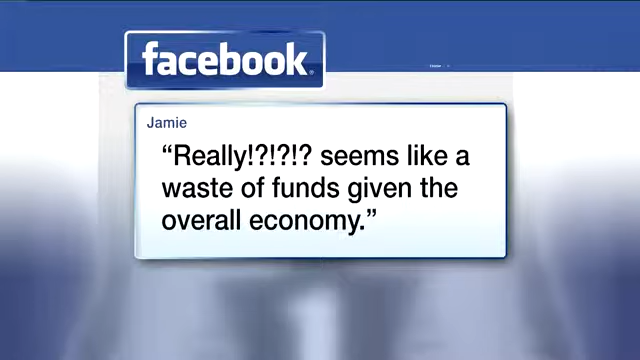 facebook
Jamie
“Really!?!?!? seems like a
waste of funds given the
overall economy.”